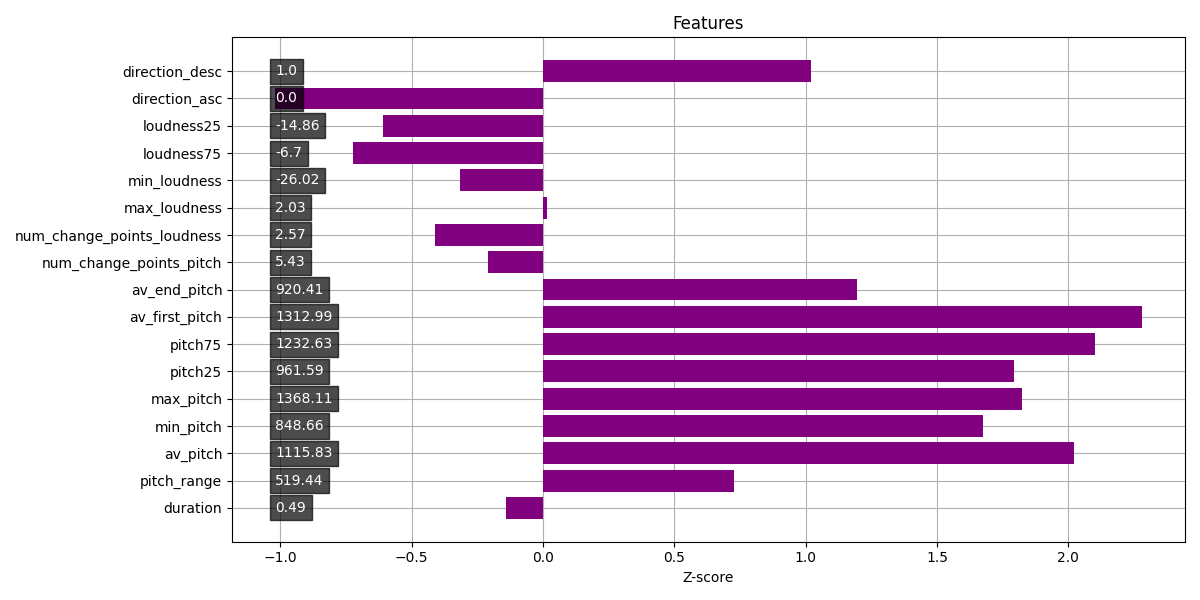 Features
direction_desc 1.0
direction_asc 0.0
loudness25 -14.86
loudness75 -6.7
min_loudness -26.02
max_loudness 2.03
num_change_points_loudness 2.57
num_change_points_pitch 5.43
av_end_pitch 920.41
av_first_pitch 1312.99
pitch75 1232.63
pitch25 961.59
max_pitch 1368.11
min_pitch 848.66
av_pitch 1115.83
pitch_range 519.44
duration 0.49
−1.0 −0.5 0.0 0.5 1.0 1.5 2.0
Z-score